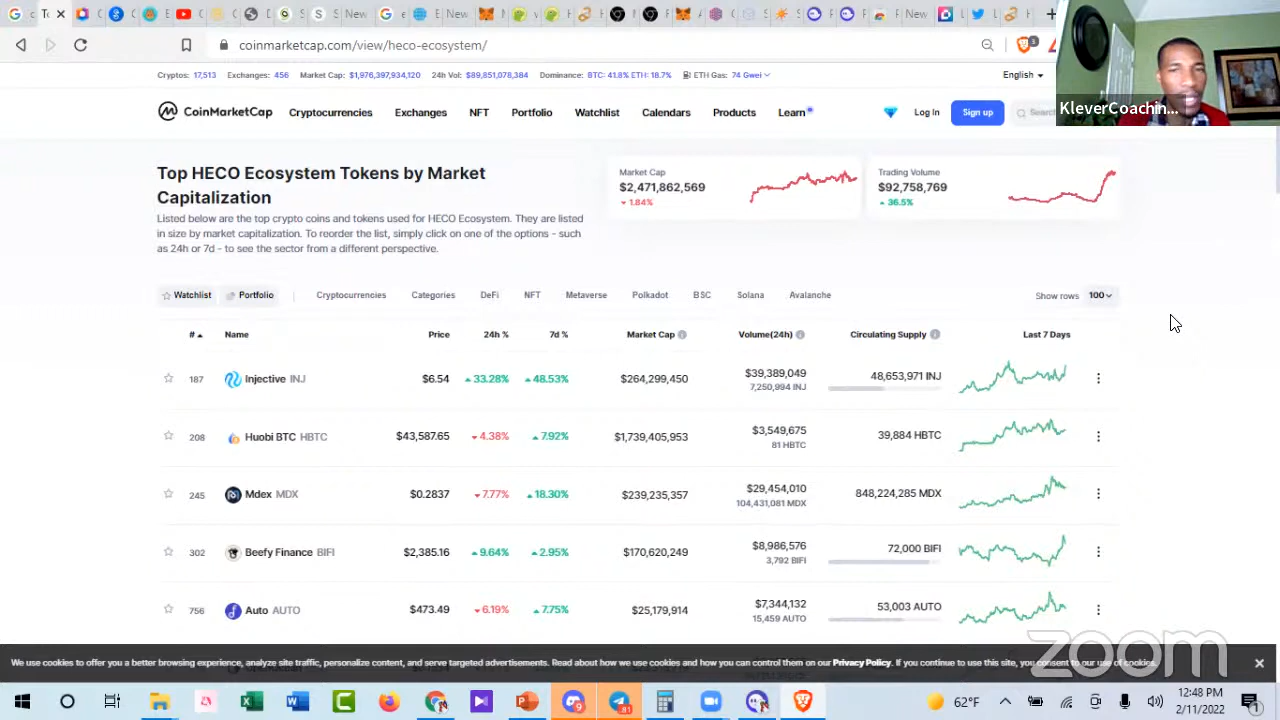 coinmarketcap.com/view/heco-ecosystem/
3
Cryptos: 17,513 Exchanges: 456 Market Cap: $1,976,397,934,120 24h Vol: $89,851,078,384 Dominance: BTC: 41.8% ETH: 18.7% ETH Gas: 74 Gwei English
KleverCoachin...
CoinMarketCap Cryptocurrencies Exchanges NFT Portfolio Watchlist Calendars Products Learn Log In Sign up Search
Top HECO Ecosystem Tokens by Market
Capitalization
Listed below are the top crypto coins and tokens used for HECO Ecosystem. They are listed
in size by market capitalization. To reorder the list, simply click on one of the options - such
as 24h or 7d - to see the sector from a different perspective.
Market Cap
$2,471,862,569
1.84%
Trading Volume
$92,758,769
36.5%
Watchlist Portfolio Cryptocurrencies Categories DeFi NFT Metaverse Polkadot BSC Solana Avalanche Show rows 100
# Name Price 24h % 7d % Market Cap Volume(24h) Circulating Supply Last 7 Days
187 Injective INJ $6.54 33.28% 48.53% $264,299,450 $39,389,049 48,653,971 INJ
7,250,994 INJ
208 Huobi BTC HBTC $43,587.65 4.38% 7.92% $1,739,405,953 $3,549,675 39,884 HBTC
81 HBTC
245 Mdex MDX $0.2837 7.77% 18.30% $239,235,357 $29,454,010 848,224,285 MDX
104,431,081 MDX
302 Beefy Finance BIFI $2,385.16 9.64% 2.95% $170,620,249 $8,986,576 72,000 BIFI
3,792 BIFI
756 Auto AUTO $473.49 6.19% 7.75% $25,179,914 $7,344,132 53,003 AUTO
15,459 AUTO
zoom
We use cookies to offer you a better browsing experience, analyze site traffic, personalize content, and serve targeted advertisements. Read about how we use cookies and how you can control them on our Privacy Policy. If you continue to use this site, you consent to our use of cookies.
62°F
12:48 PM
2/11/2022